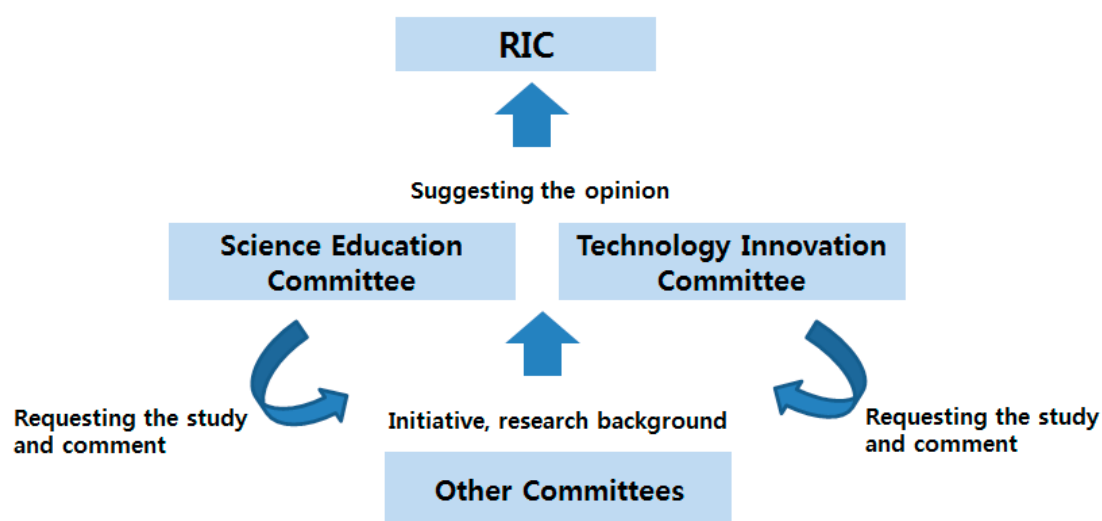 RIC
Suggesting the opinion
Science Education
Committee
Technology Innovation
Committee
Requesting the study
and comment
Initiative, research background
Requesting the study
and comment
Other Committees